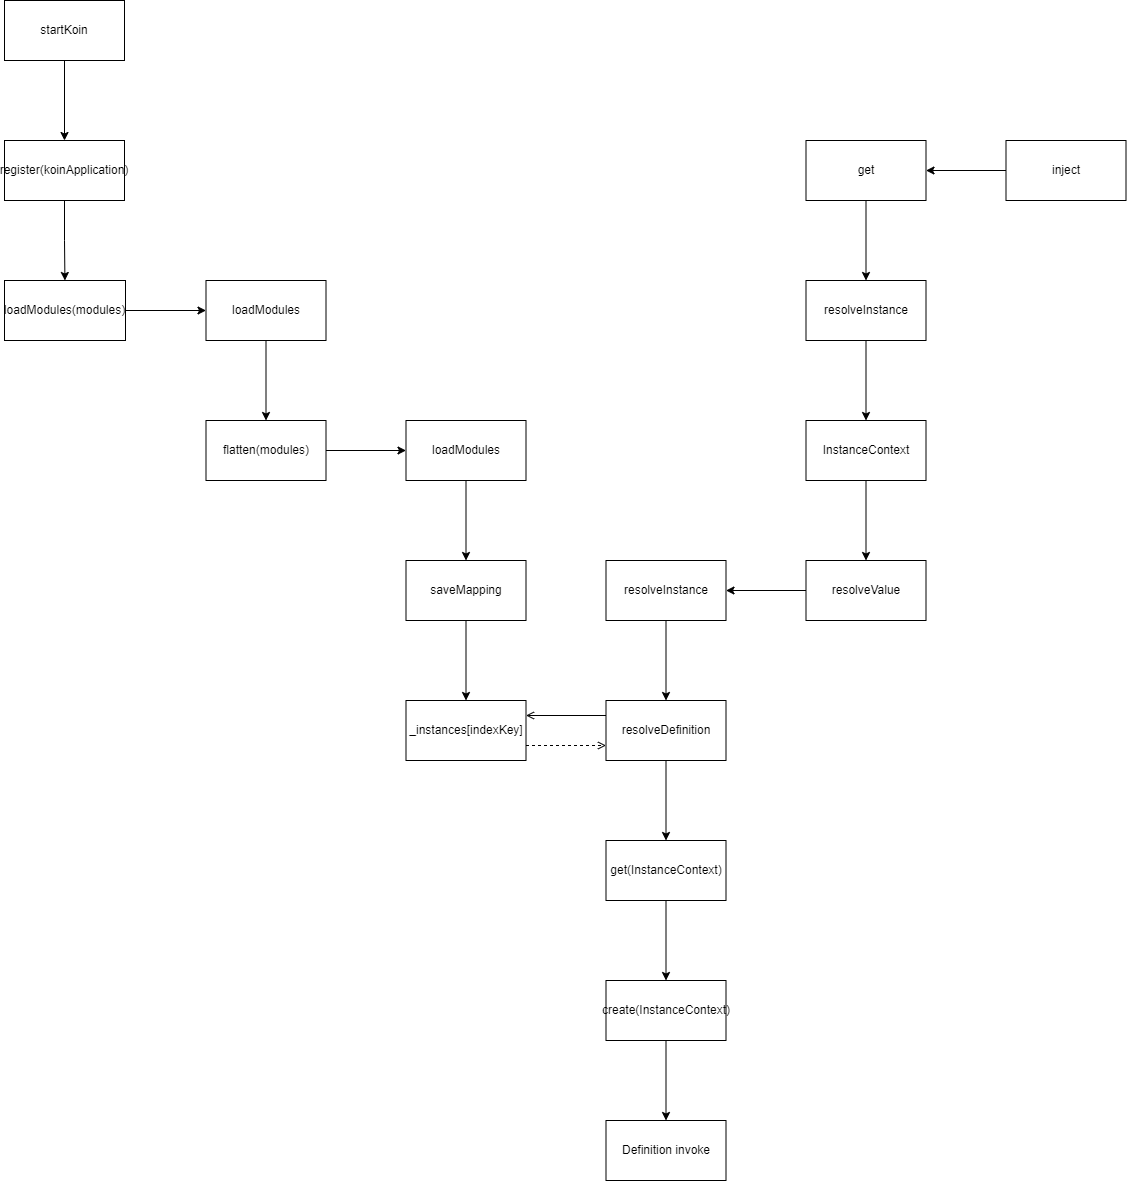 startKoin
register(koinApplication)
get
inject
loadModules(modules)
loadModules
resolveInstance
flatten(modules)
loadModules
InstanceContext
saveMapping
resolveInstance
resolveValue
_instances[indexKey]
resolveDefinition
get(InstanceContext)
create(InstanceContext)
Definition invoke